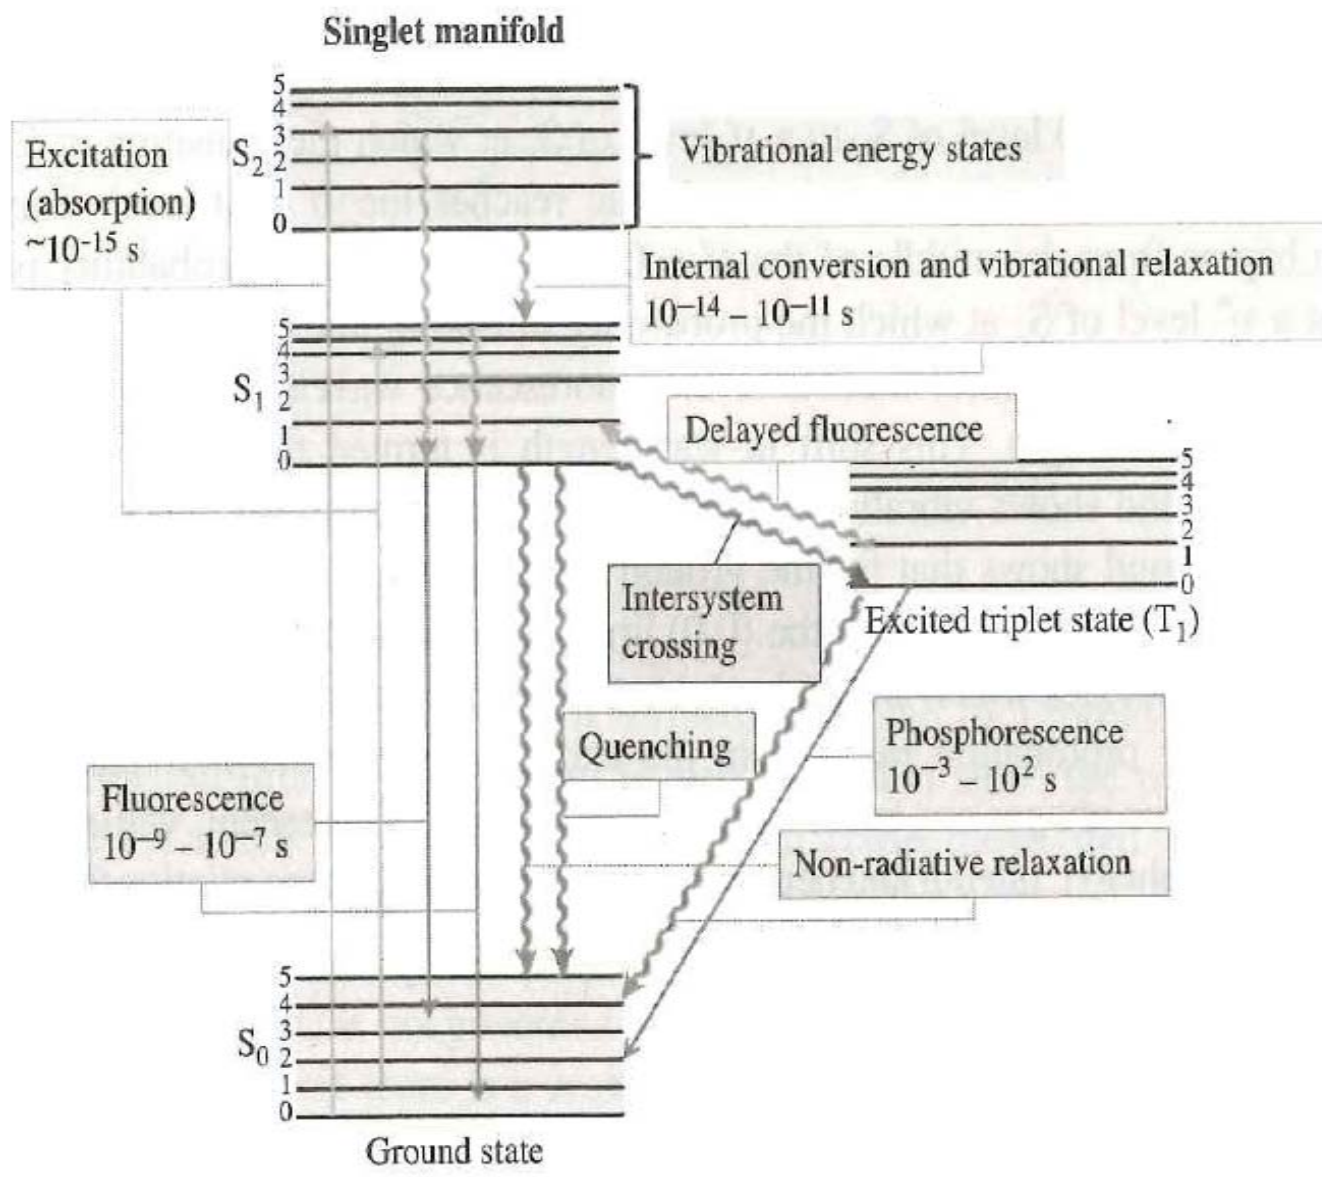 Singlet manifold
5
4
3
S₂ 2
1
0
Vibrational energy states
Excitation
(absorption)
~10⁻¹⁵ s
Internal conversion and vibrational relaxation
10⁻¹⁴ – 10⁻¹¹ s
5
4
3
S₁ 2
1
0
Delayed fluorescence
5
4
3
2
1
0
Excited triplet state (T₁)
Intersystem
crossing
Quenching
Phosphorescence
10⁻³ – 10² s
Fluorescence
10⁻⁹ – 10⁻⁷ s
Non-radiative relaxation
5
4
3
S₀ 2
1
0
Ground state